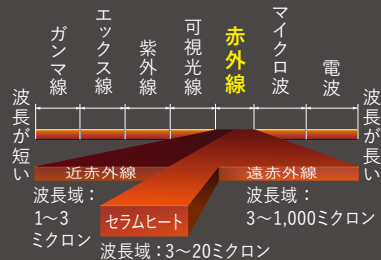 ガンマ線
エックス線
紫外線
可視光線
赤外線
マイクロ波
電波
波長が短い
波長が長い
近赤外線
遠赤外線
波長域：
1〜3
ミクロン
セラムヒート
波長域：3〜20ミクロン
波長域：
3〜1,000ミクロン